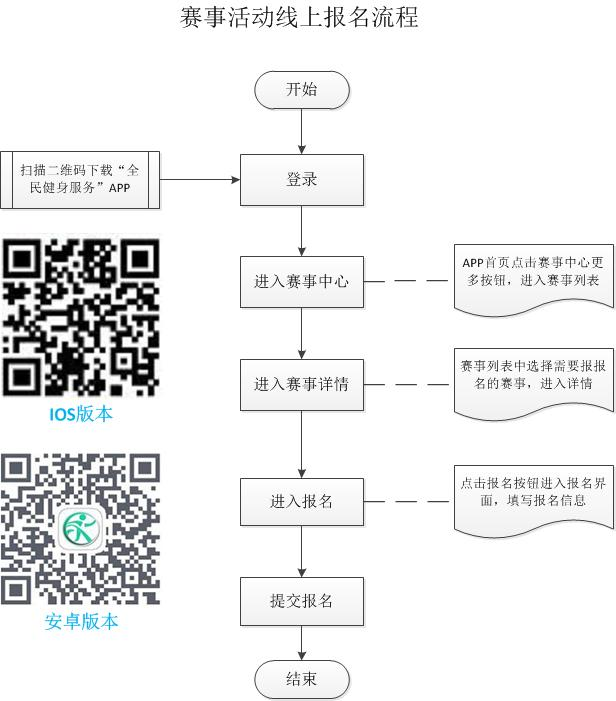 赛事活动线上报名流程
开始
扫描二维码下载“全
民健身服务”APP
登录
进入赛事中心
APP首页点击赛事中心更
多按钮，进入赛事列表
进入赛事详情
赛事列表中选择需要报报
名的赛事，进入详情
IOS版本
进入报名
点击报名按钮进入报名界
面，填写报名信息
提交报名
安卓版本
结束